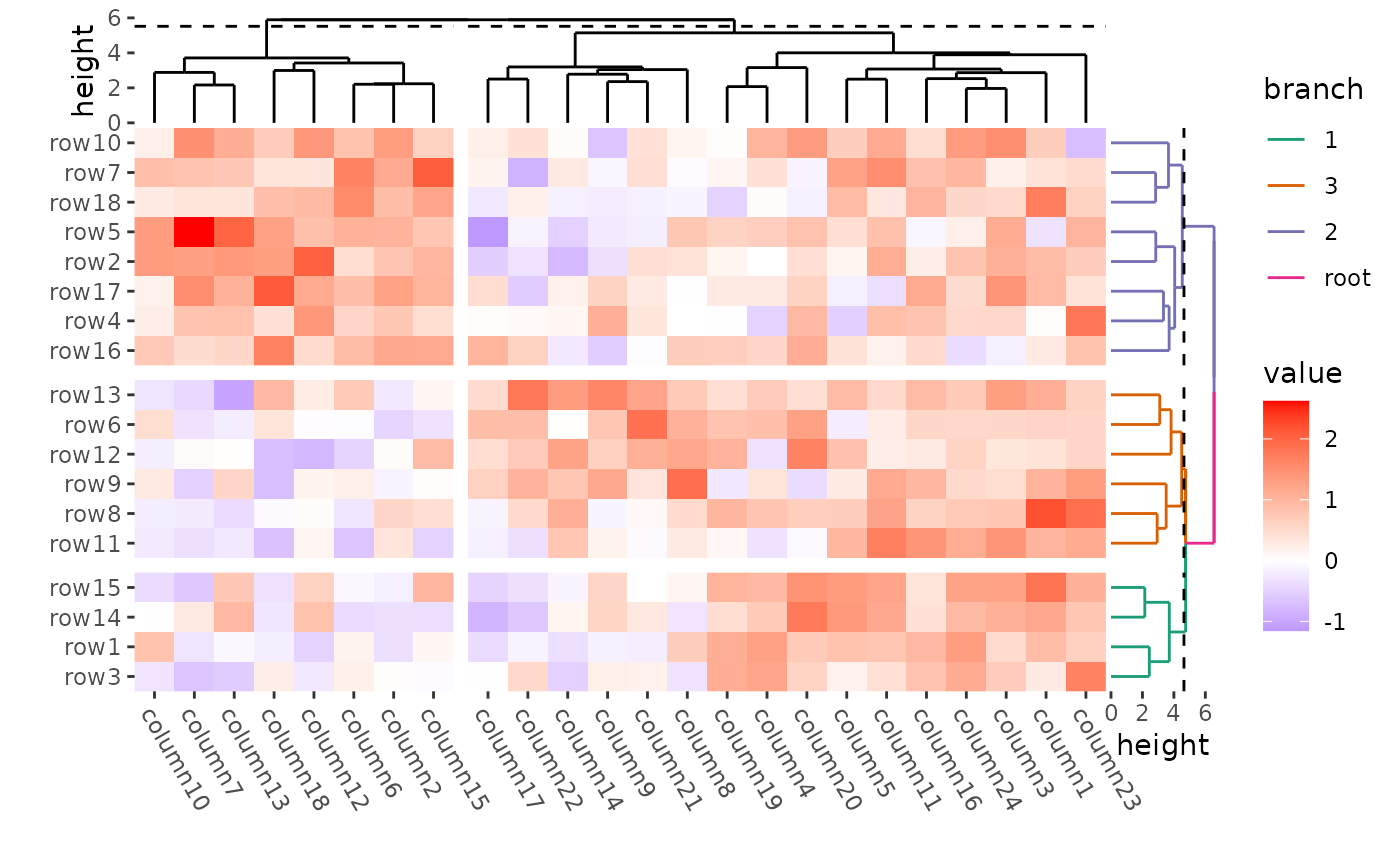 height
6
4
2
0
row10
row7
row18
row5
row2
row17
row4
row16
row13
row6
row12
row9
row8
row11
row15
row14
row1
row3
column10
column7
column13
column18
column12
column6
column2
column15
column17
column22
column14
column9
column21
column8
column19
column4
column20
column5
column11
column16
column24
column3
column1
column23
0 2 4 6
height
branch
1
3
2
root
value
2
1
0
-1